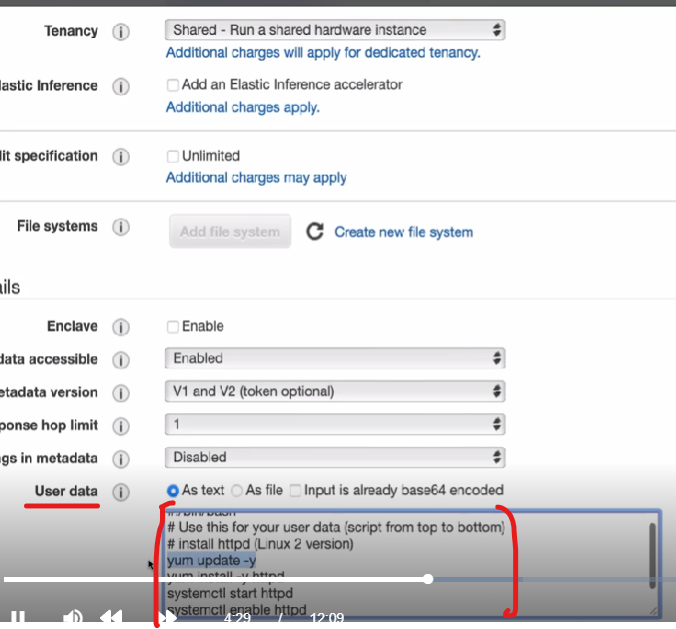 Tenancy
Shared - Run a shared hardware instance
Additional charges will apply for dedicated tenancy.
lastic Inference
Add an Elastic Inference accelerator
Additional charges apply.
lit specification
Unlimited
Additional charges may apply
File systems
Add file system
Create new file system
ails
Enclave
Enable
data accessible
Enabled
etadata version
V1 and V2 (token optional)
ponse hop limit
1
gs in metadata
Disabled
User data
As text As file Input is already base64 encoded
#!/bin/bash
# Use this for your user data (script from top to bottom)
# install httpd (Linux 2 version)
yum update -y
yum install -y httpd
systemctl start httpd
systemctl enable httpd
4:29 / 12:09